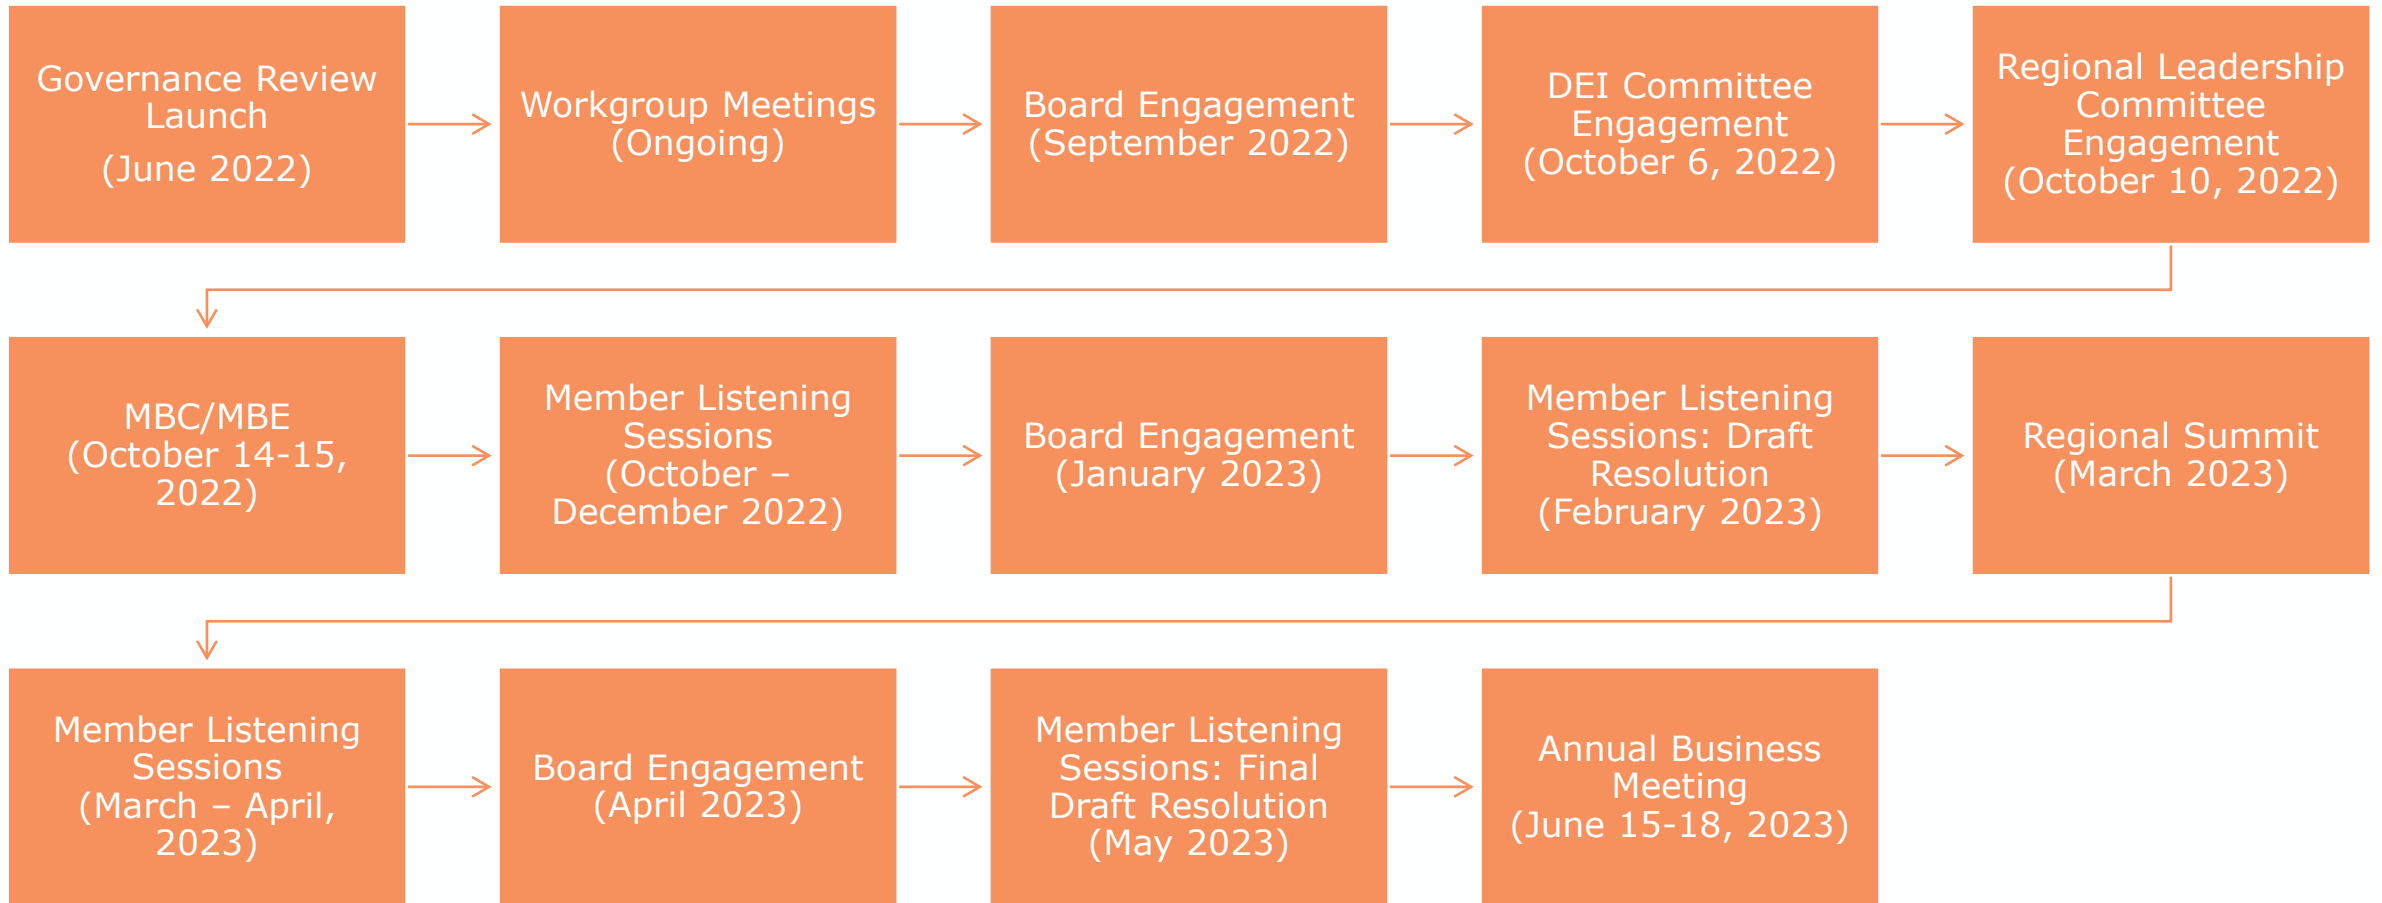 Governance Review
Launch
(June 2022)
Workgroup Meetings
(Ongoing)
Board Engagement
(September 2022)
DEI Committee
Engagement
(October 6, 2022)
Regional Leadership
Committee
Engagement
(October 10, 2022)
MBC/MBE
(October 14-15,
2022)
Member Listening
Sessions
(October –
December 2022)
Board Engagement
(January 2023)
Member Listening
Sessions: Draft
Resolution
(February 2023)
Regional Summit
(March 2023)
Member Listening
Sessions
(March – April,
2023)
Board Engagement
(April 2023)
Member Listening
Sessions: Final
Draft Resolution
(May 2023)
Annual Business
Meeting
(June 15-18, 2023)